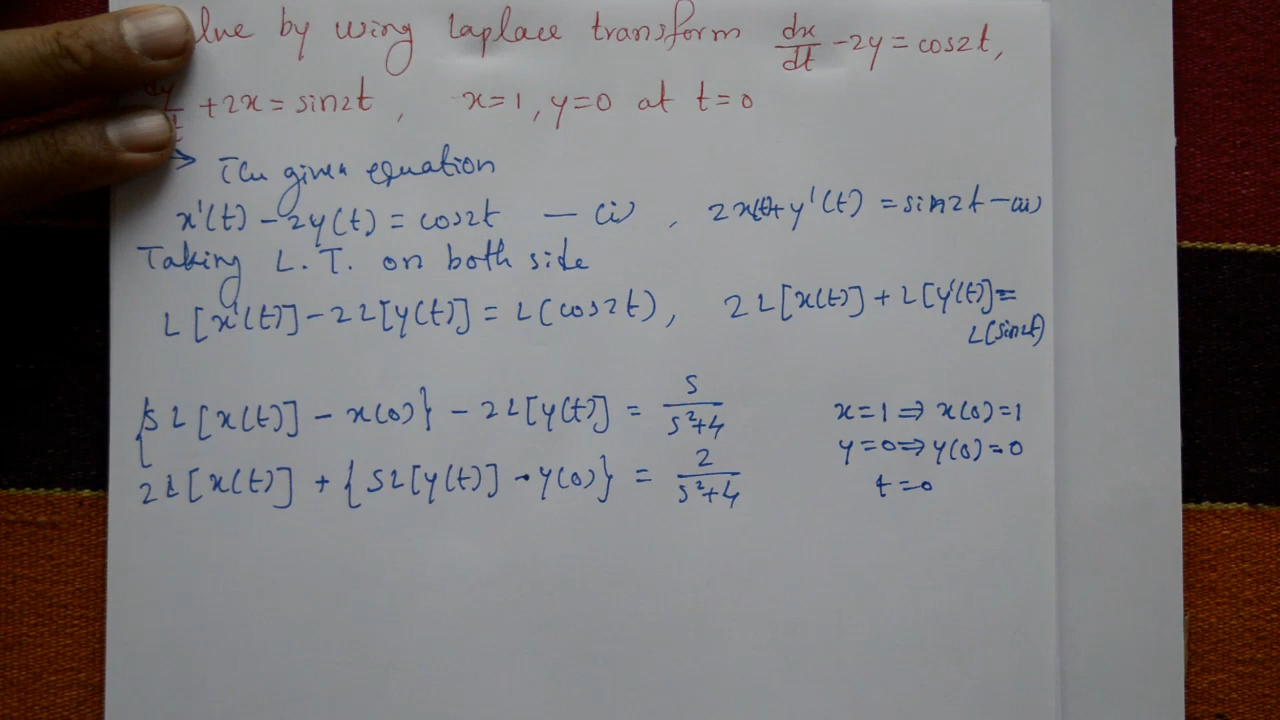 lve by using laplace transform dx/dt - 2y = cos2t,
dy/t + 2x = sin2t, x=1, y=0 at t=0
→ The given equation
x'(t) - 2y(t) = cos2t — (i), 2x(t)+y'(t) = sin2t — (ii)
Taking L.T. on both side
L[x'(t)] - 2L[y(t)] = L(cos2t), 2L[x(t)] + L[y'(t)] =
L(sin2t)
{SL[x(t)] - x(0)} - 2L[y(t)] = S/(S²+4) x=1 ⇒ x(0)=1
2L[x(t)] + {SL[y(t)] - y(0)} = 2/(S²+4) y=0 ⇒ y(0)=0
t=0